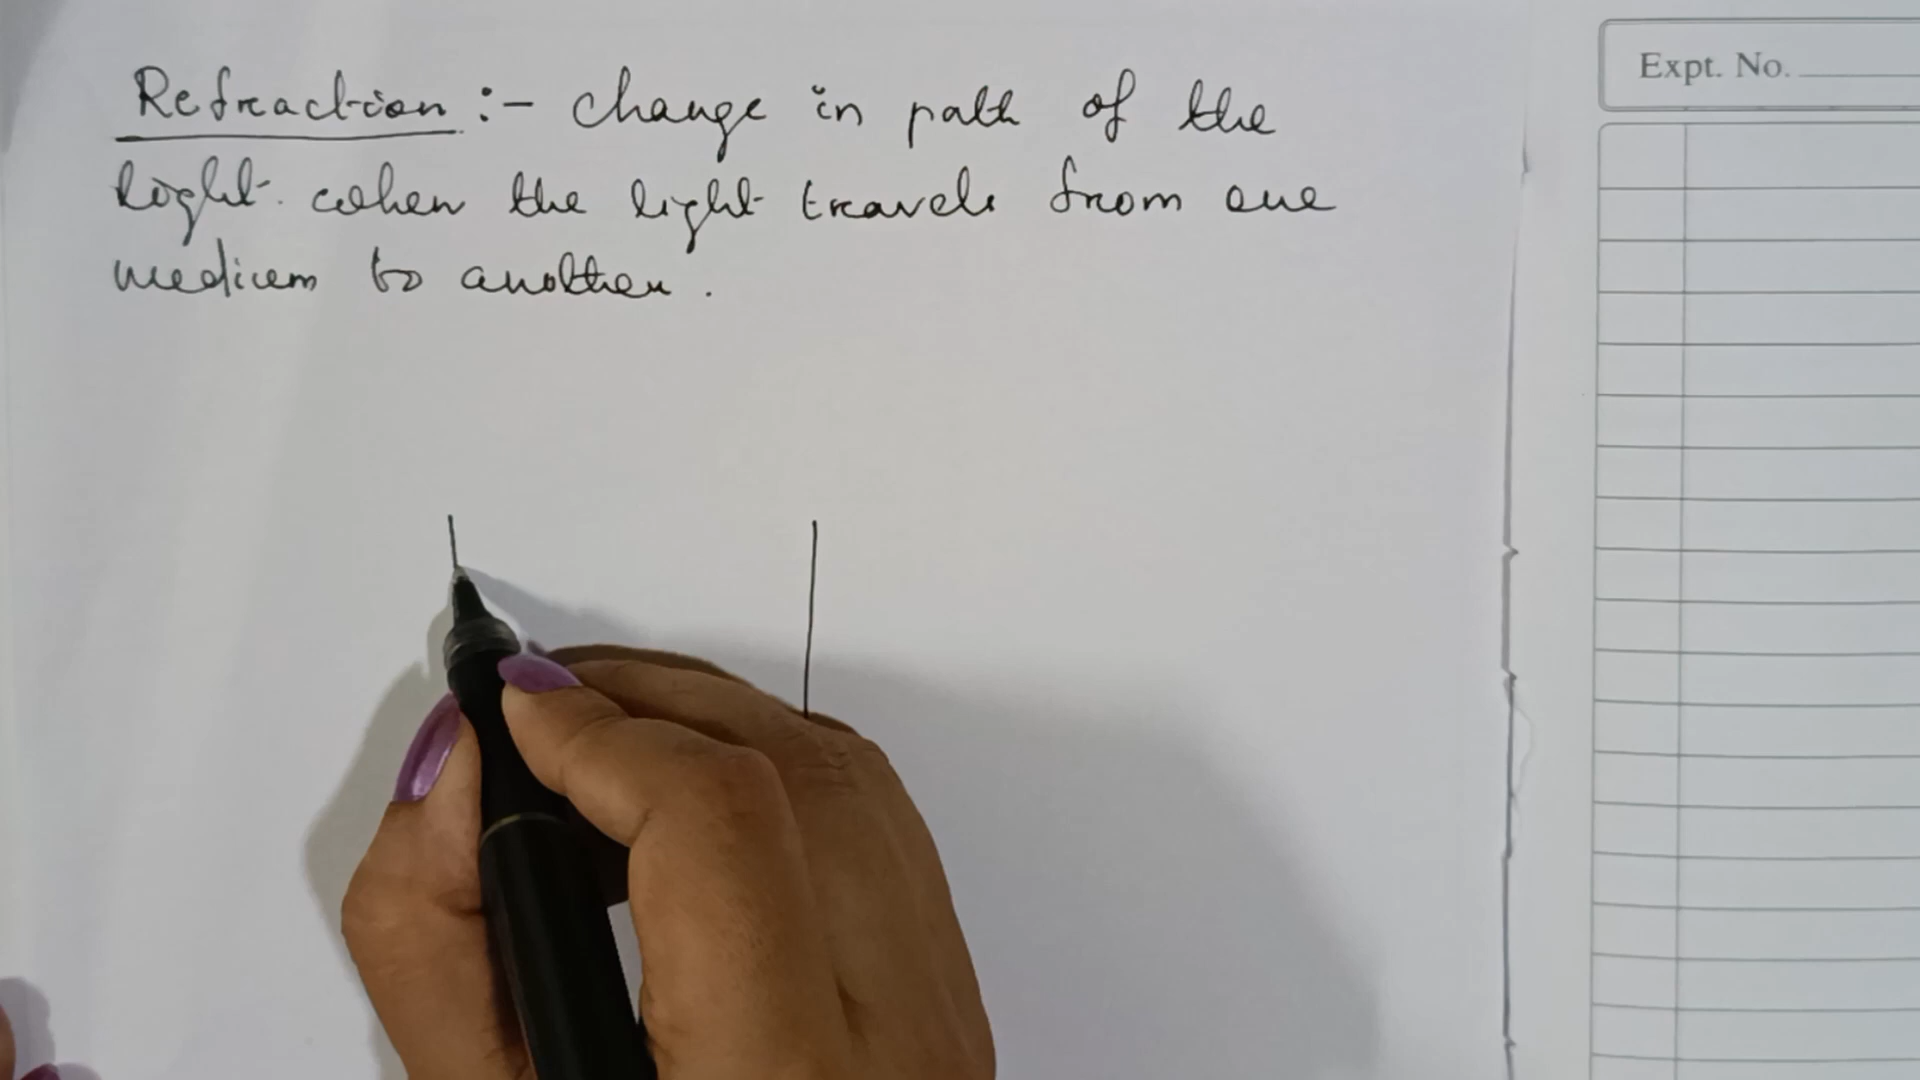 Refraction :- change in path of the
light. when the light travels from one
medium to another.
Expt. No.